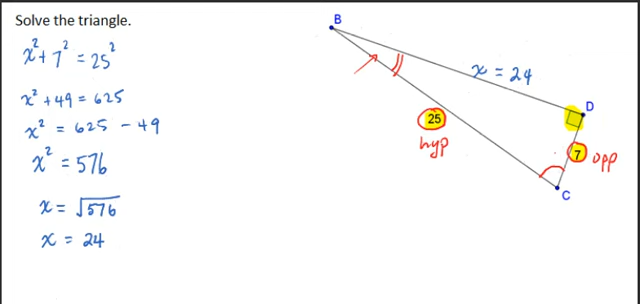 Solve the triangle.
x² + 7² = 25²
x² + 49 = 625
x² = 625 - 49
x² = 576
x = √576
x = 24
B
x = 24
D
25
hyp
7 opp
C